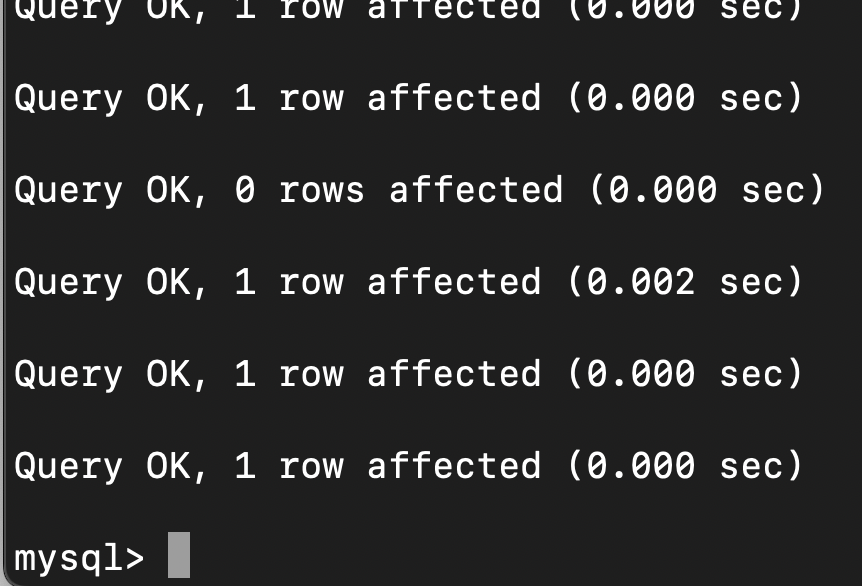 Query OK, 1 row affected (0.000 sec)
Query OK, 1 row affected (0.000 sec)
Query OK, 0 rows affected (0.000 sec)
Query OK, 1 row affected (0.002 sec)
Query OK, 1 row affected (0.000 sec)
Query OK, 1 row affected (0.000 sec)
mysql>